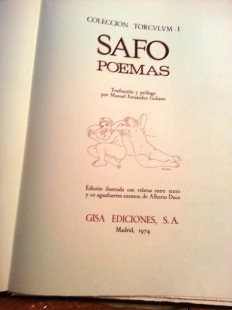 COLECCION TORCVLVM - I
SAFO
POEMAS
Traducción y prólogo
por Manuel Fernández Galiano
Edición ilustrada con viñetas entre texto
y 20 aguafuertes exentos, de Alberto Duce
GISA EDICIONES, S. A.
Madrid, 1974